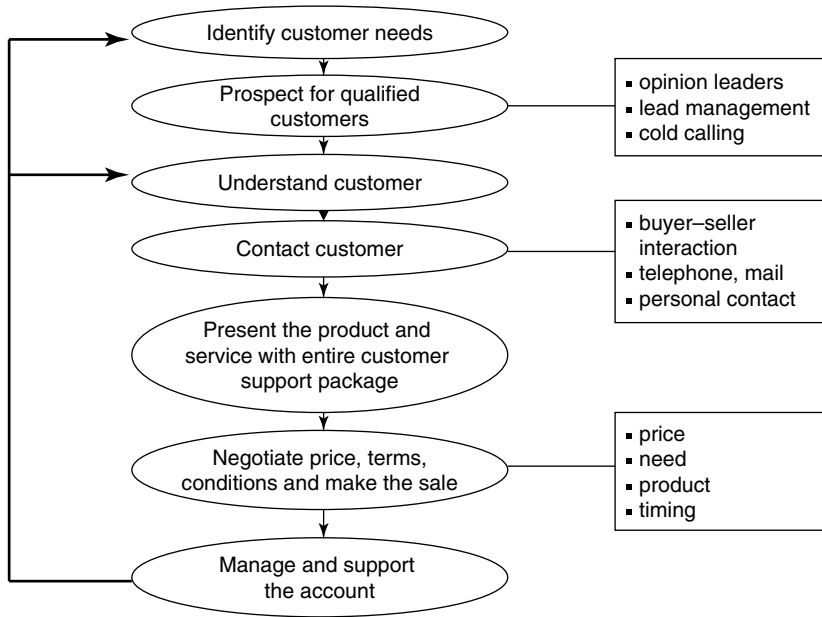 Identify customer needs
Prospect for qualified
customers
▪ opinion leaders
▪ lead management
▪ cold calling
Understand customer
Contact customer
▪ buyer–seller
interaction
▪ telephone, mail
▪ personal contact
Present the product and
service with entire customer
support package
Negotiate price, terms,
conditions and make the sale
▪ price
▪ need
▪ product
▪ timing
Manage and support
the account